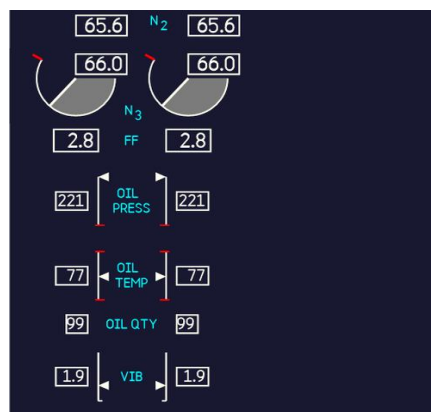 65.6 N2 65.6
66.0 66.0
N3
2.8 FF 2.8
OIL
221 PRESS 221
OIL
77 TEMP 77
99 OIL QTY 99
1.9 VIB 1.9